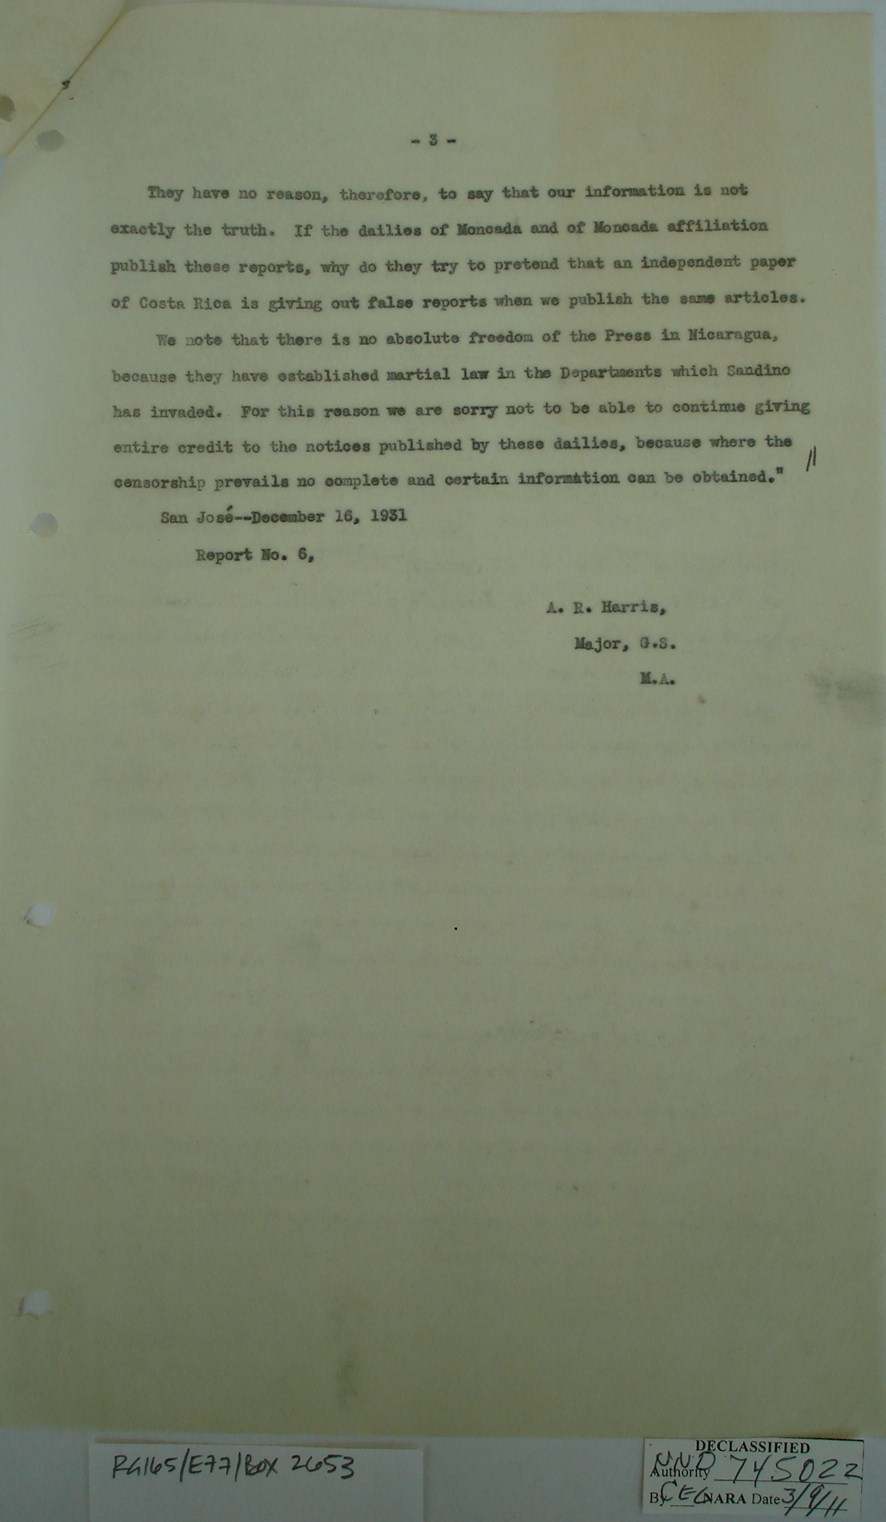 - 3 -
They have no reason, therefore, to say that our information is not
exactly the truth. If the dailies of Moncada and of Moncada affiliation
publish these reports, why do they try to pretend that an independent paper
of Costa Rica is giving out false reports when we publish the same articles.
We note that there is no absolute freedom of the Press in Nicaragua,
because they have established martial law in the Departments which Sandino
has invaded. For this reason we are sorry not to be able to continue giving
entire credit to the notices published by these dailies, because where the
censorship prevails no complete and certain information can be obtained."
San José--December 16, 1931
Report No. 6,
A. R. Harris,
Major, G.S.
M.A.
RG165/E77/BOX 2653
DECLASSIFIED
Authority NND 745022
By CEC NARA Date 3/9/11